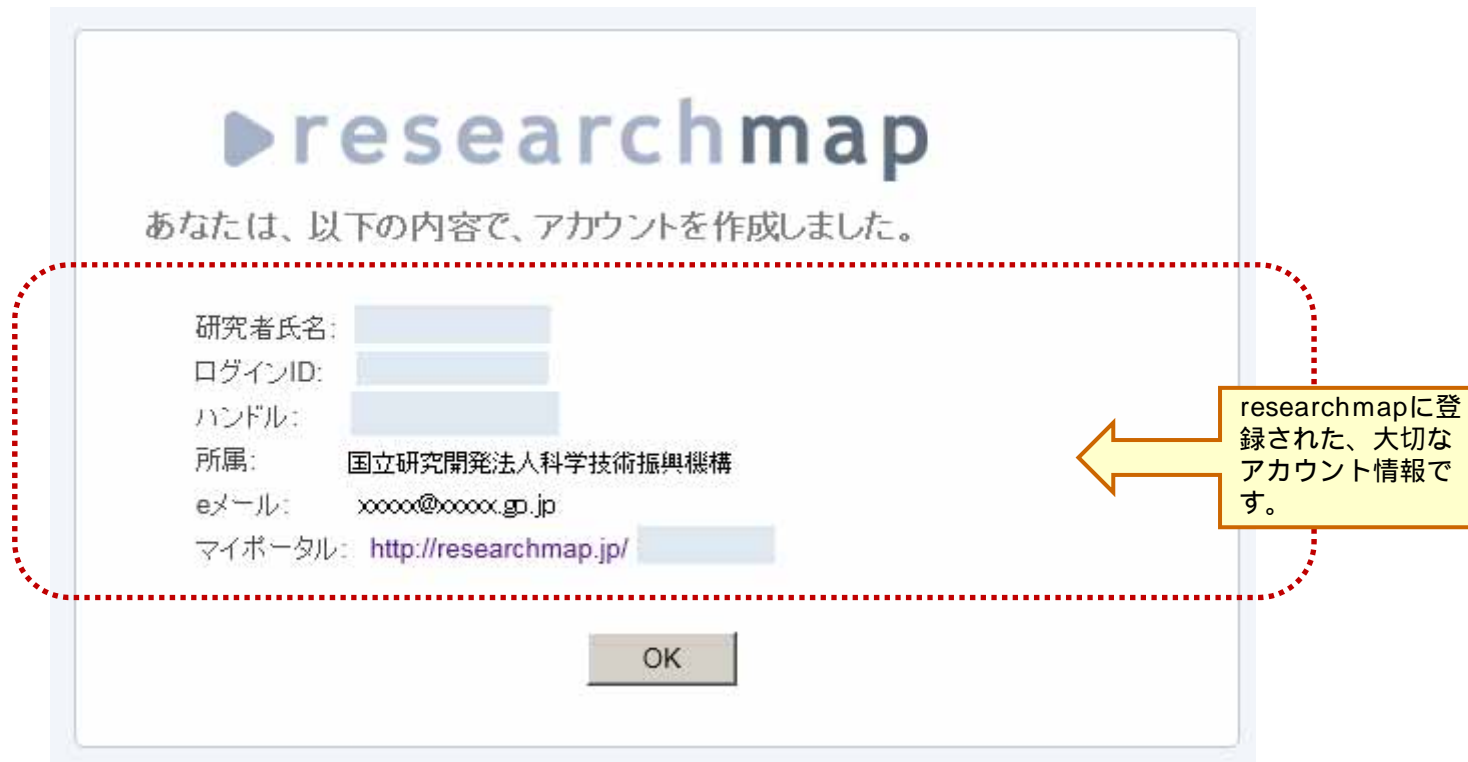 researchmap
あなたは、以下の内容で、アカウントを作成しました。
研究者氏名:
ログインID:
ハンドル:
所属: 国立研究開発法人科学技術振興機構
eメール: xxxxx@xxxxx.go.jp
マイポータル: http://researchmap.jp/
OK
researchmapに登
録された、大切な
アカウント情報で
す。